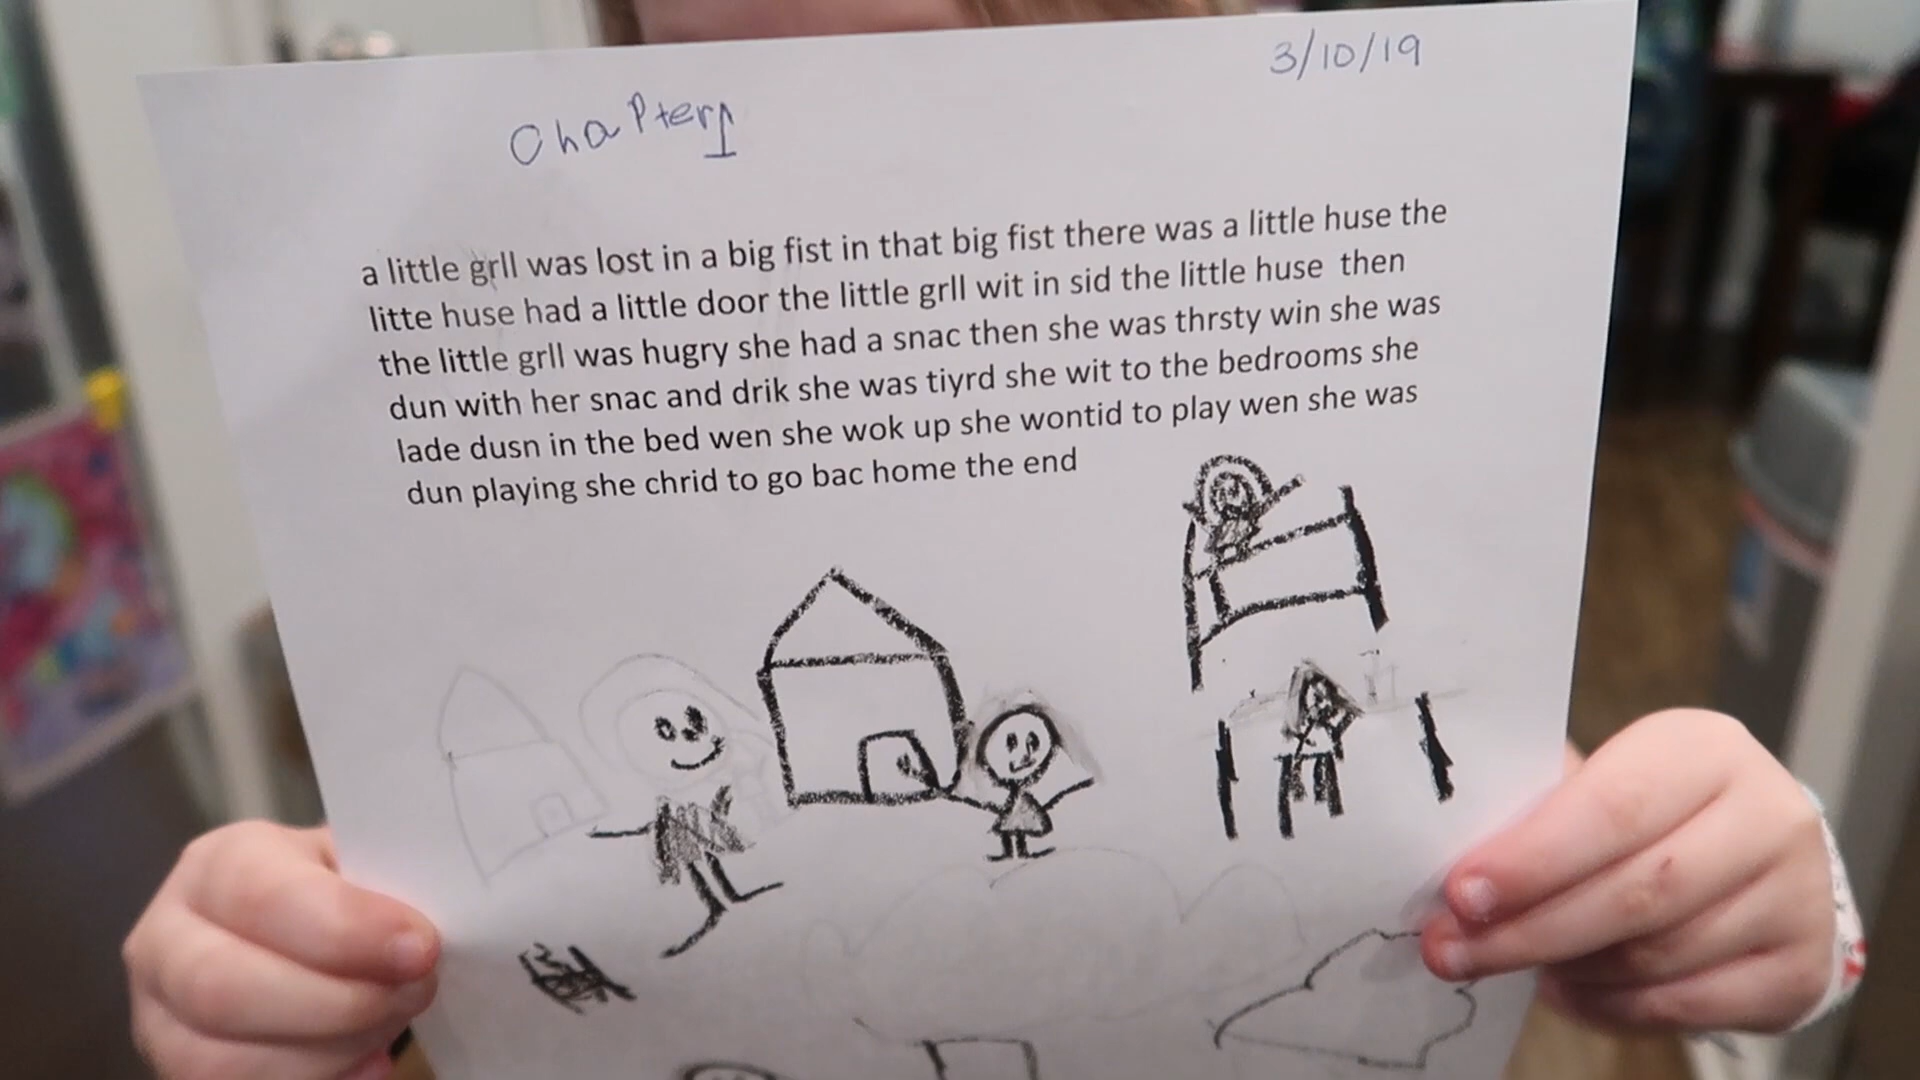 3/10/19
ChaPter 1
a little grll was lost in a big fist in that big fist there was a little huse the
litte huse had a little door the little grll wit in sid the little huse then
the little grll was hugry she had a snac then she was thrsty win she was
dun with her snac and drik she was tiyrd she wit to the bedrooms she
lade dusn in the bed wen she wok up she wontid to play wen she was
dun playing she chrid to go bac home the end